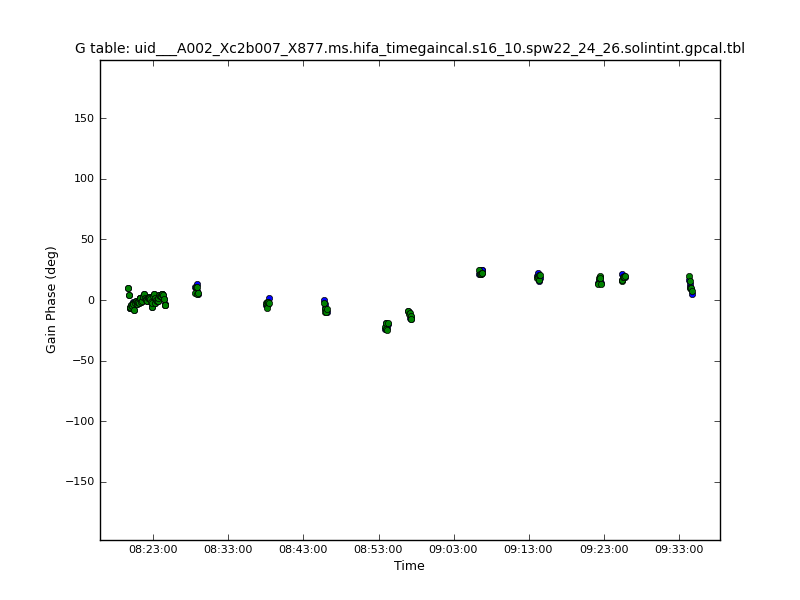 G table: uid___A002_Xc2b007_X877.ms.hifa_timegaincal.s16_10.spw22_24_26.solintint.gpcal.tbl
150
100
50
0
−50
−100
−150
Gain Phase (deg)
08:23:00 08:33:00 08:43:00 08:53:00 09:03:00 09:13:00 09:23:00 09:33:00
Time